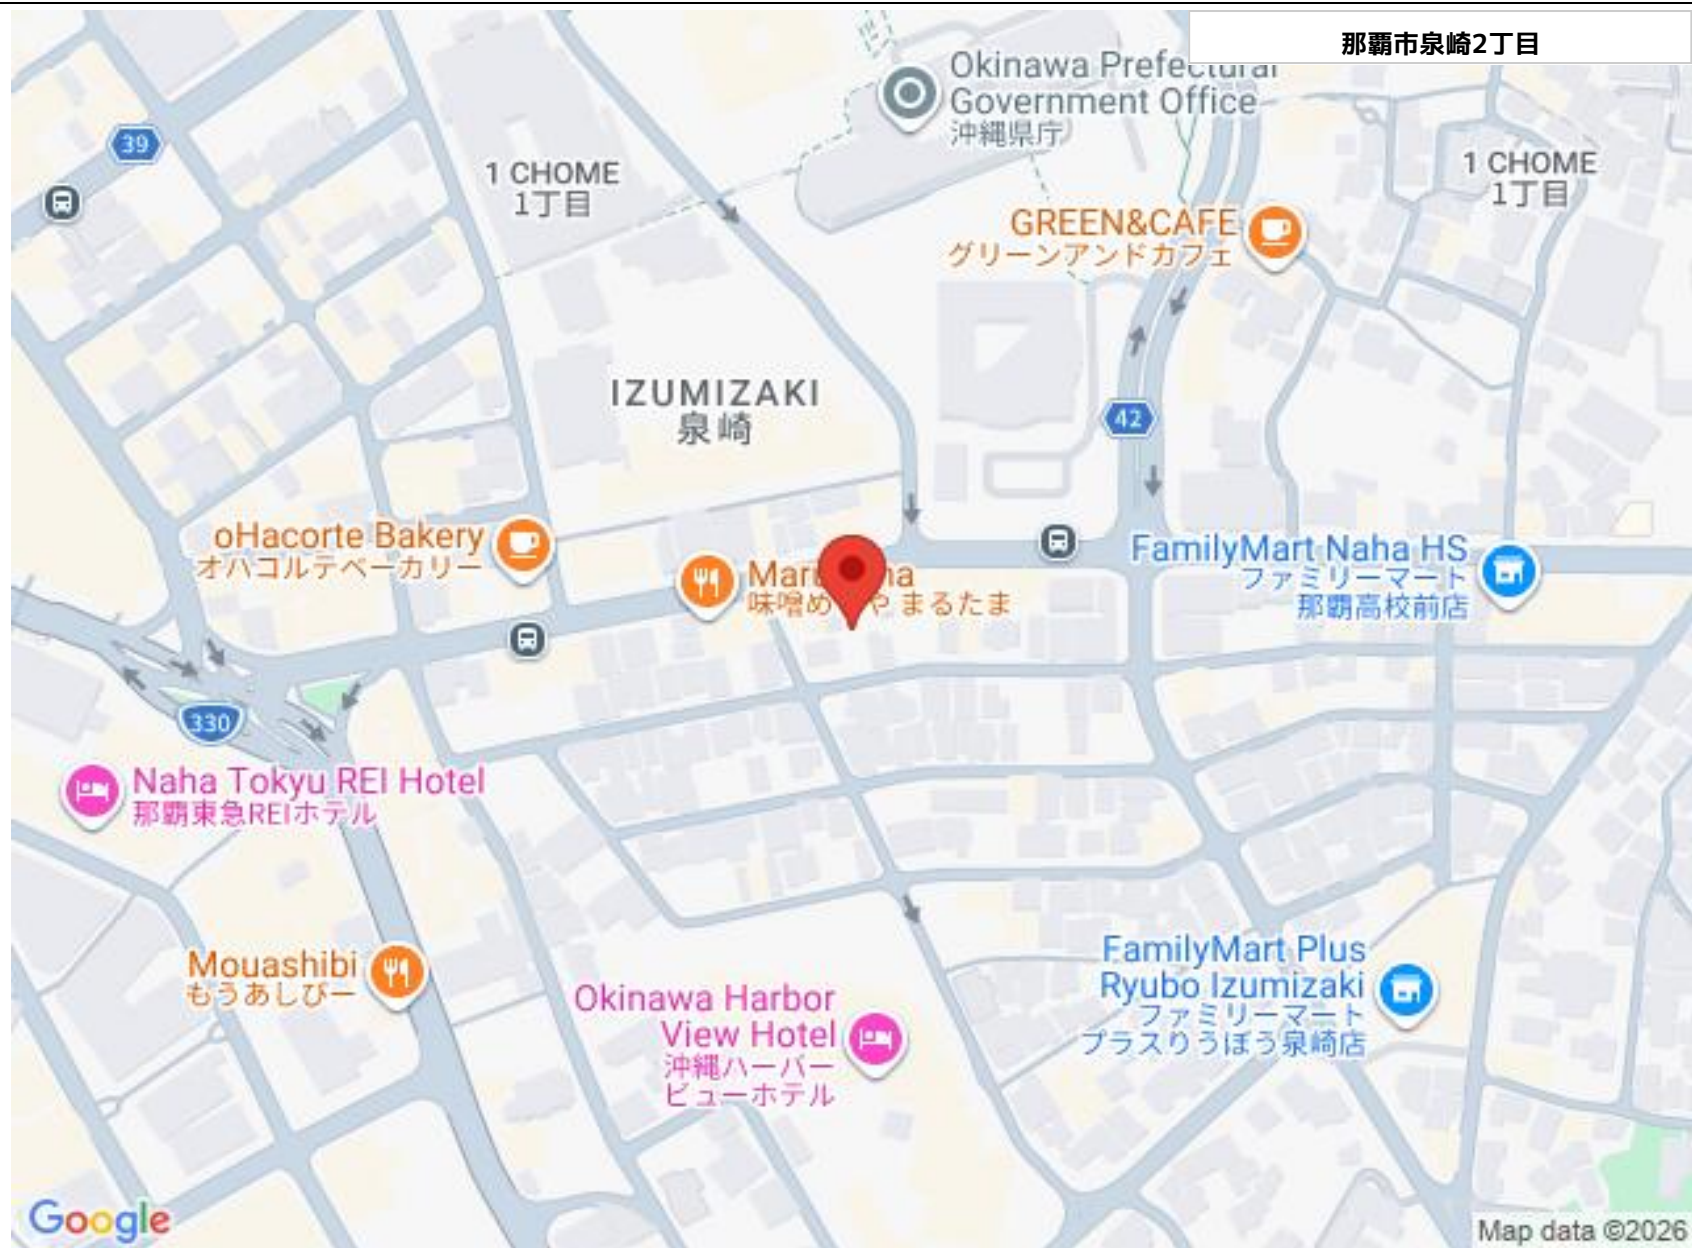 那覇市泉崎2丁目
Okinawa Prefectural
Government Office
沖縄県庁
39
1 CHOME
1丁目
1 CHOME
1丁目
GREEN&CAFE
グリーンアンドカフェ
IZUMIZAKI
泉崎
42
oHacorte Bakery
オハコルテベーカリー
味噌め
や まるたま
FamilyMart Naha HS
ファミリーマート
那覇高校前店
330
Naha Tokyu REI Hotel
那覇東急REIホテル
Mouashibi
もうあしびー
Okinawa Harbor
View Hotel
沖縄ハーバー
ビューホテル
FamilyMart Plus
Ryubo Izumizaki
ファミリーマート
プラスりうぼう泉崎店
Google
Map data ©2026